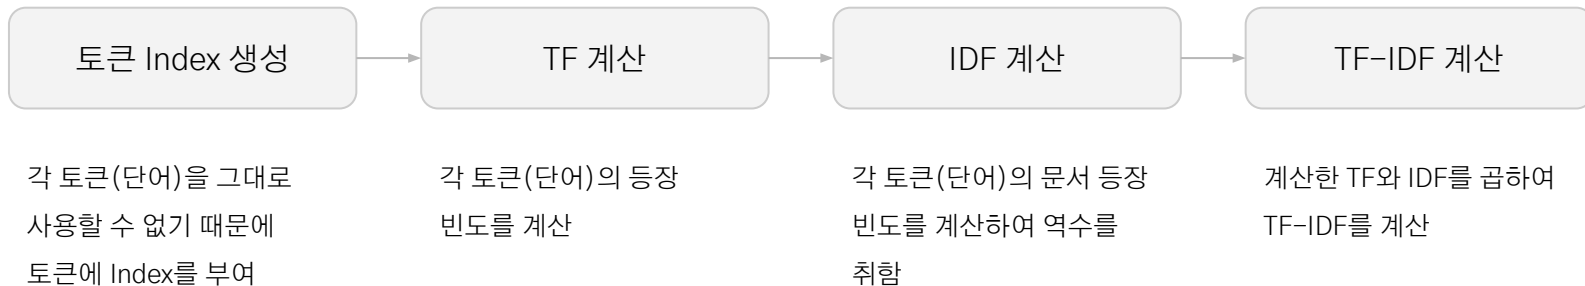 토큰 Index 생성
TF 계산
IDF 계산
TF-IDF 계산
각 토큰(단어)을 그대로
사용할 수 없기 때문에
토큰에 Index를 부여
각 토큰(단어)의 등장
빈도를 계산
각 토큰(단어)의 문서 등장
빈도를 계산하여 역수를
취함
계산한 TF와 IDF를 곱하여
TF-IDF를 계산